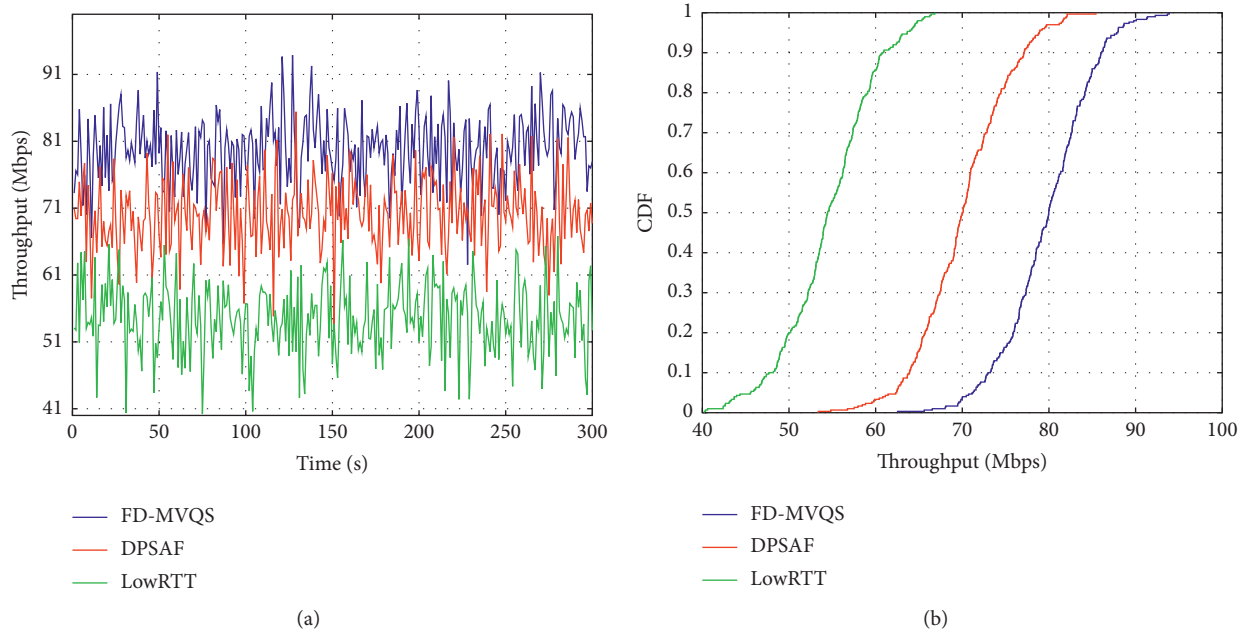 Throughput (Mbps)
91
81
71
61
51
41
0
50
100
150
200
250
300
Time (s)
FD-MVQS
DPSAF
LowRTT
(a)
CDF
1
0.9
0.8
0.7
0.6
0.5
0.4
0.3
0.2
0.1
0
40
50
60
70
80
90
100
Throughput (Mbps)
FD-MVQS
DPSAF
LowRTT
(b)